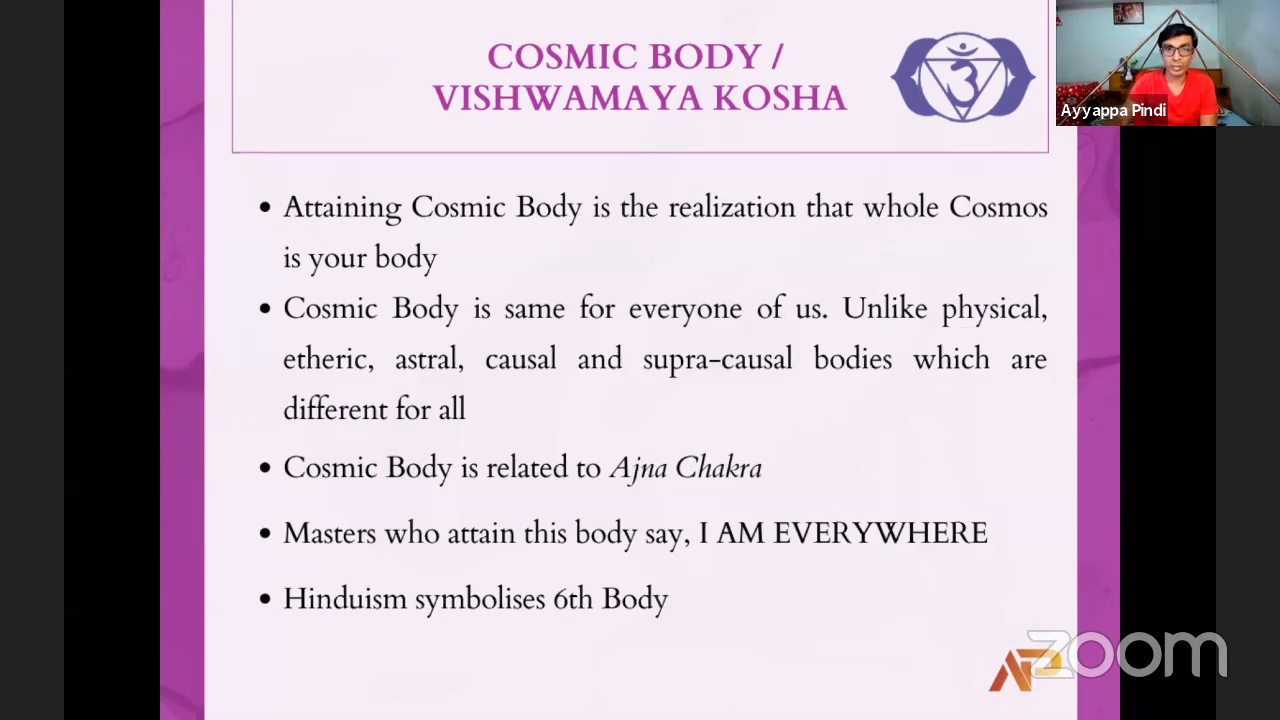 COSMIC BODY /
VISHWAMAYA KOSHA
Ayyappa Pindi
• Attaining Cosmic Body is the realization that whole Cosmos
is your body
• Cosmic Body is same for everyone of us. Unlike physical,
etheric, astral, causal and supra-causal bodies which are
different for all
• Cosmic Body is related to Ajna Chakra
• Masters who attain this body say, I AM EVERYWHERE
• Hinduism symbolises 6th Body
AP
zoom